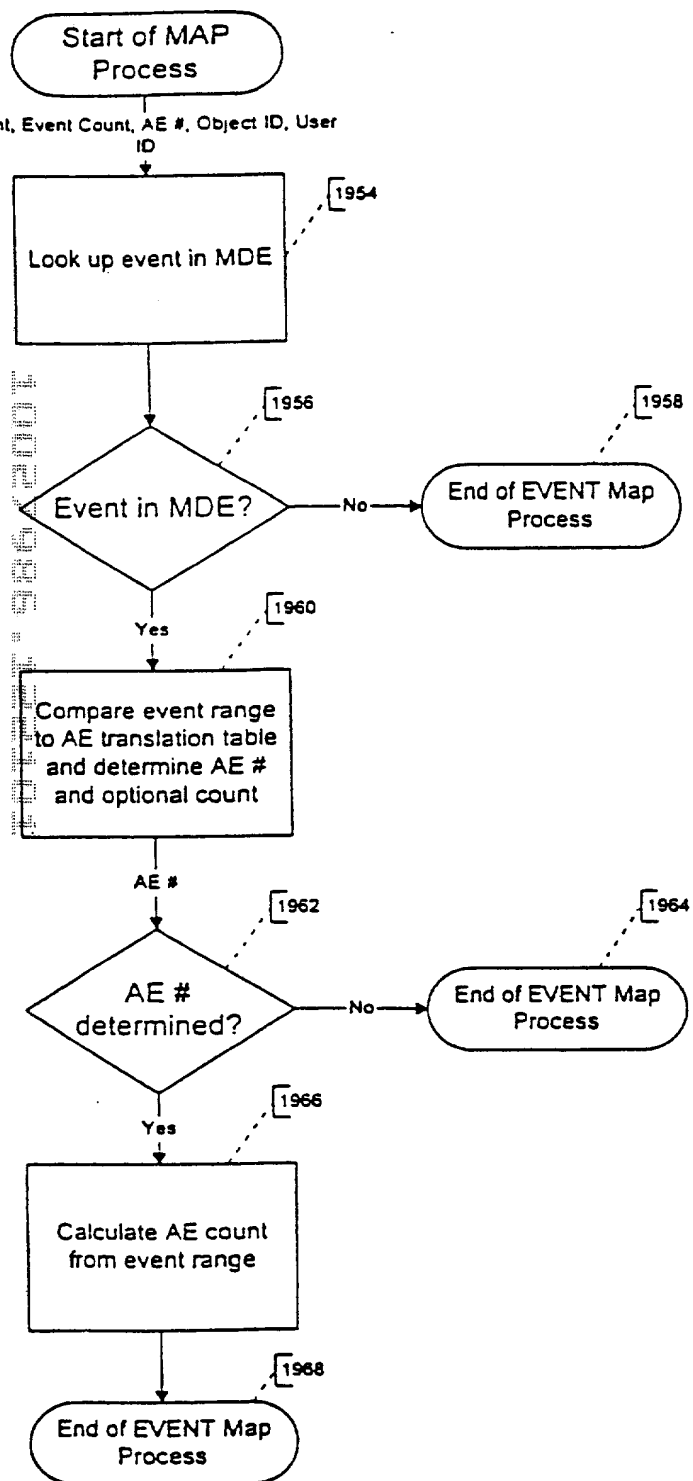 Start of MAP
Process
Event Count, AE #, Object ID, User
ID
1954
Look up event in MDE
1956
1958
Event in MDE?
No
End of EVENT Map
Process
Yes
1960
Compare event range
to AE translation table
and determine AE #
and optional count
AE #
1962
1964
AE #
determined?
No
End of EVENT Map
Process
Yes
1966
Calculate AE count
from event range
1968
End of EVENT Map
Process